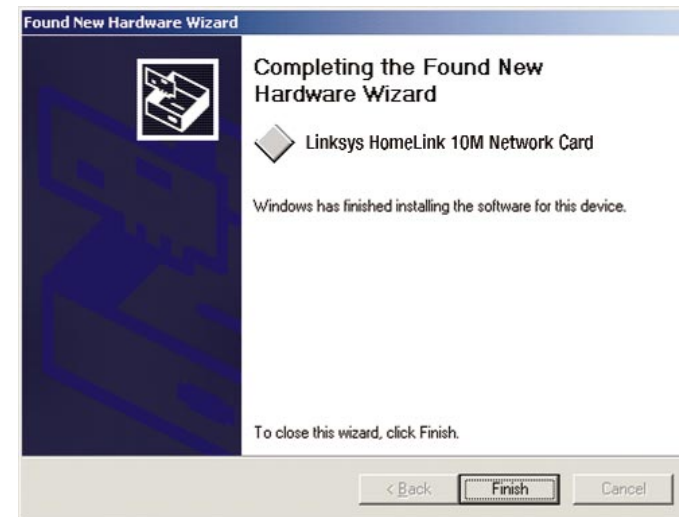 Found New Hardware Wizard
Completing the Found New
Hardware Wizard
Linksys HomeLink 10M Network Card
Windows has finished installing the software for this device.
To close this wizard, click Finish.
< Back
Finish
Cancel